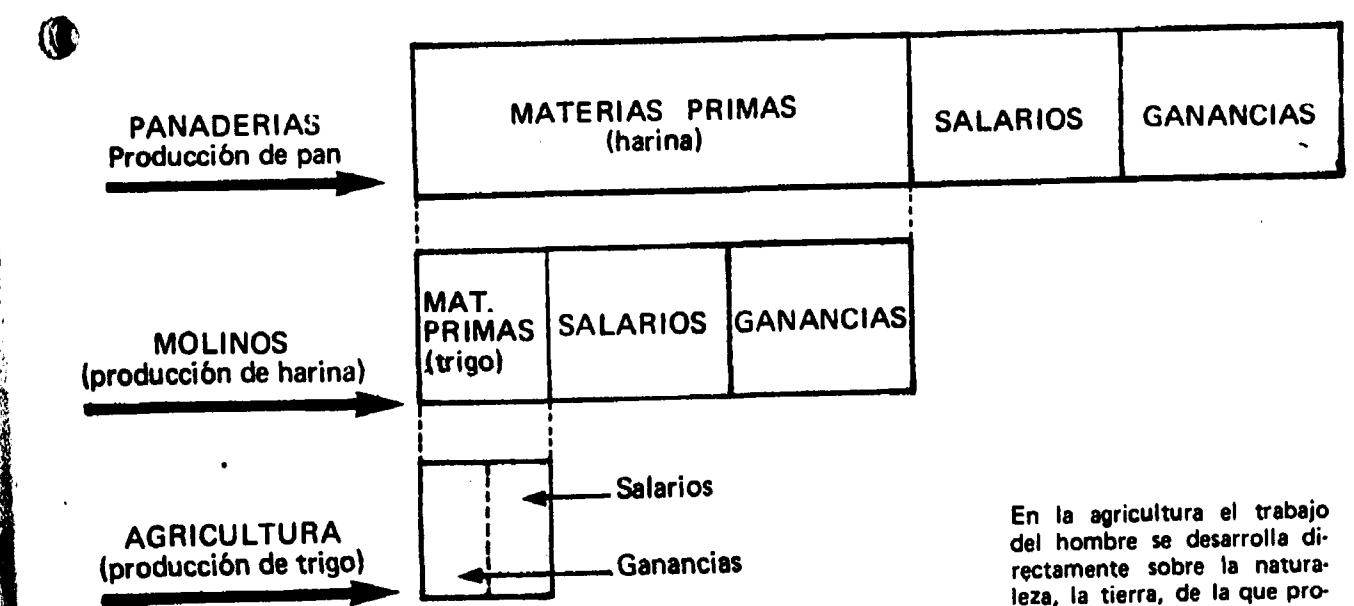 PANADERIAS
Producción de pan
MATERIAS PRIMAS
(harina)
SALARIOS
GANANCIAS
MOLINOS
(producción de harina)
MAT.
PRIMAS
(trigo)
SALARIOS
GANANCIAS
AGRICULTURA
(producción de trigo)
Salarios
Ganancias
En la agricultura el trabajo
del hombre se desarrolla di-
rectamente sobre la natura-
leza, la tierra, de la que pro-